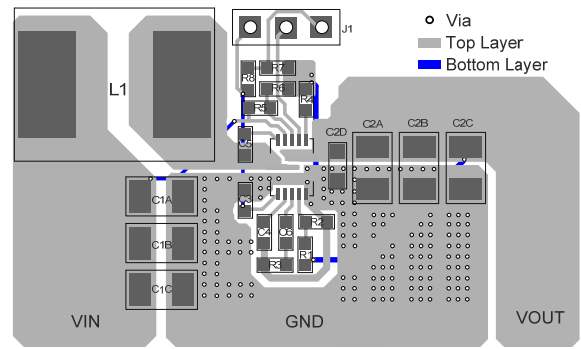 J1
Via
Top Layer
Bottom Layer
L1
R7
R8
R6
R4
R5
C5
C2D
C2A
C2B
C2C
C1A
C3
C4
C6
R2
C1B
R3
R1
C1C
VIN
GND
VOUT